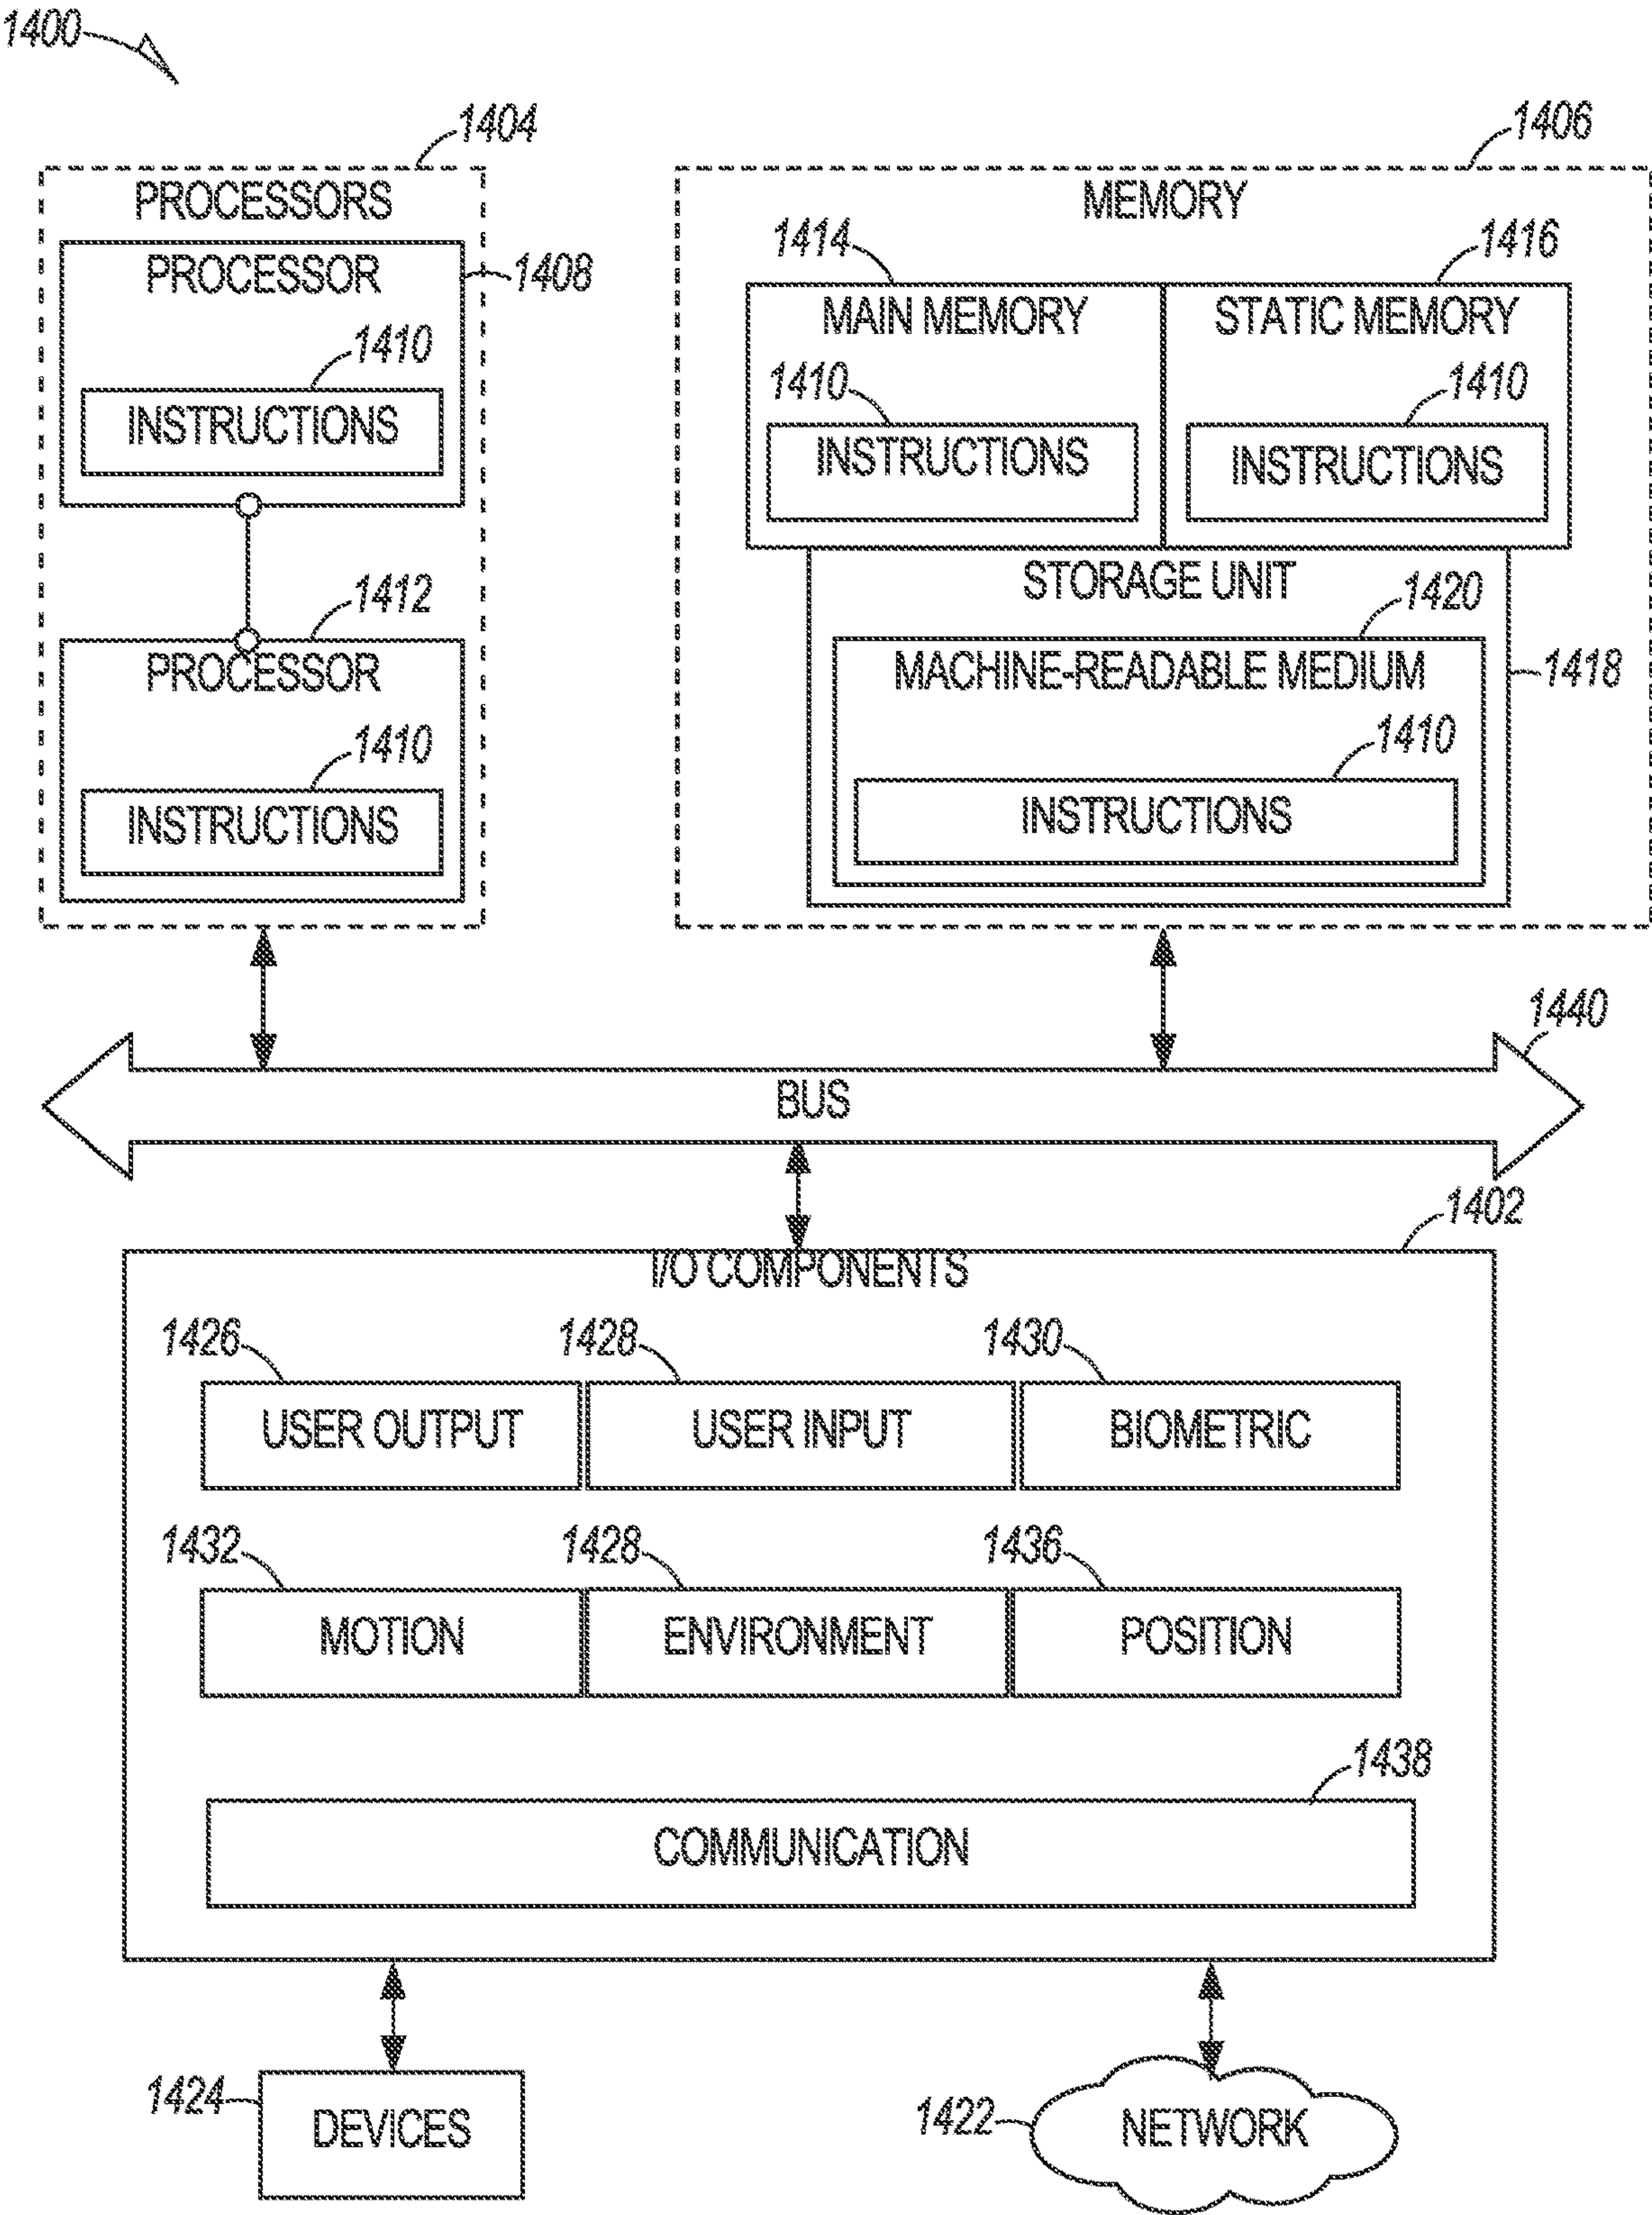 1400
1404
PROCESSORS
PROCESSOR
1408
1410
INSTRUCTIONS
1412
PROCESSOR
1410
INSTRUCTIONS
1406
MEMORY
1414
1416
MAIN MEMORY
STATIC MEMORY
1410
1410
INSTRUCTIONS
INSTRUCTIONS
STORAGE UNIT
1420
MACHINE-READABLE MEDIUM
1418
1410
INSTRUCTIONS
1440
BUS
1402
I/O COMPONENTS
1426
1428
1430
USER OUTPUT
USER INPUT
BIOMETRIC
1432
1428
1436
MOTION
ENVIRONMENT
POSITION
1438
COMMUNICATION
1424
DEVICES
1422
NETWORK